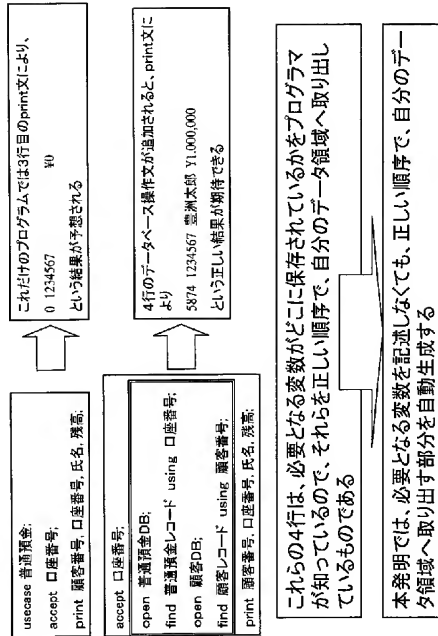 usecase 普通預金;
accept 口座番号;
print 顧客番号, 口座番号, 氏名, 残高;
これだけのプログラムでは3行目のprint文により、
0 1234567 ¥0
という結果が予想される
accept 口座番号;
open 普通預金DB;
find 普通預金レコード using 口座番号;
open 顧客DB;
find 顧客レコード using 顧客番号;
print 顧客番号, 口座番号, 氏名, 残高;
4行のデータベース操作文が追加されると、print文に
より
5874 1234567 豊洲太郎 Y1,000,000
という正しい結果が期待できる
これらの4行は、必要となる変数がどこに保存されているかをプログラマ
が知っているので、それらを正しい順序で、自分のデータ領域へ取り出し
ているものである
本発明では、必要となる変数を記述しなくても、正しい順序で、自分のデー
タ領域へ取り出す部分を自動生成する